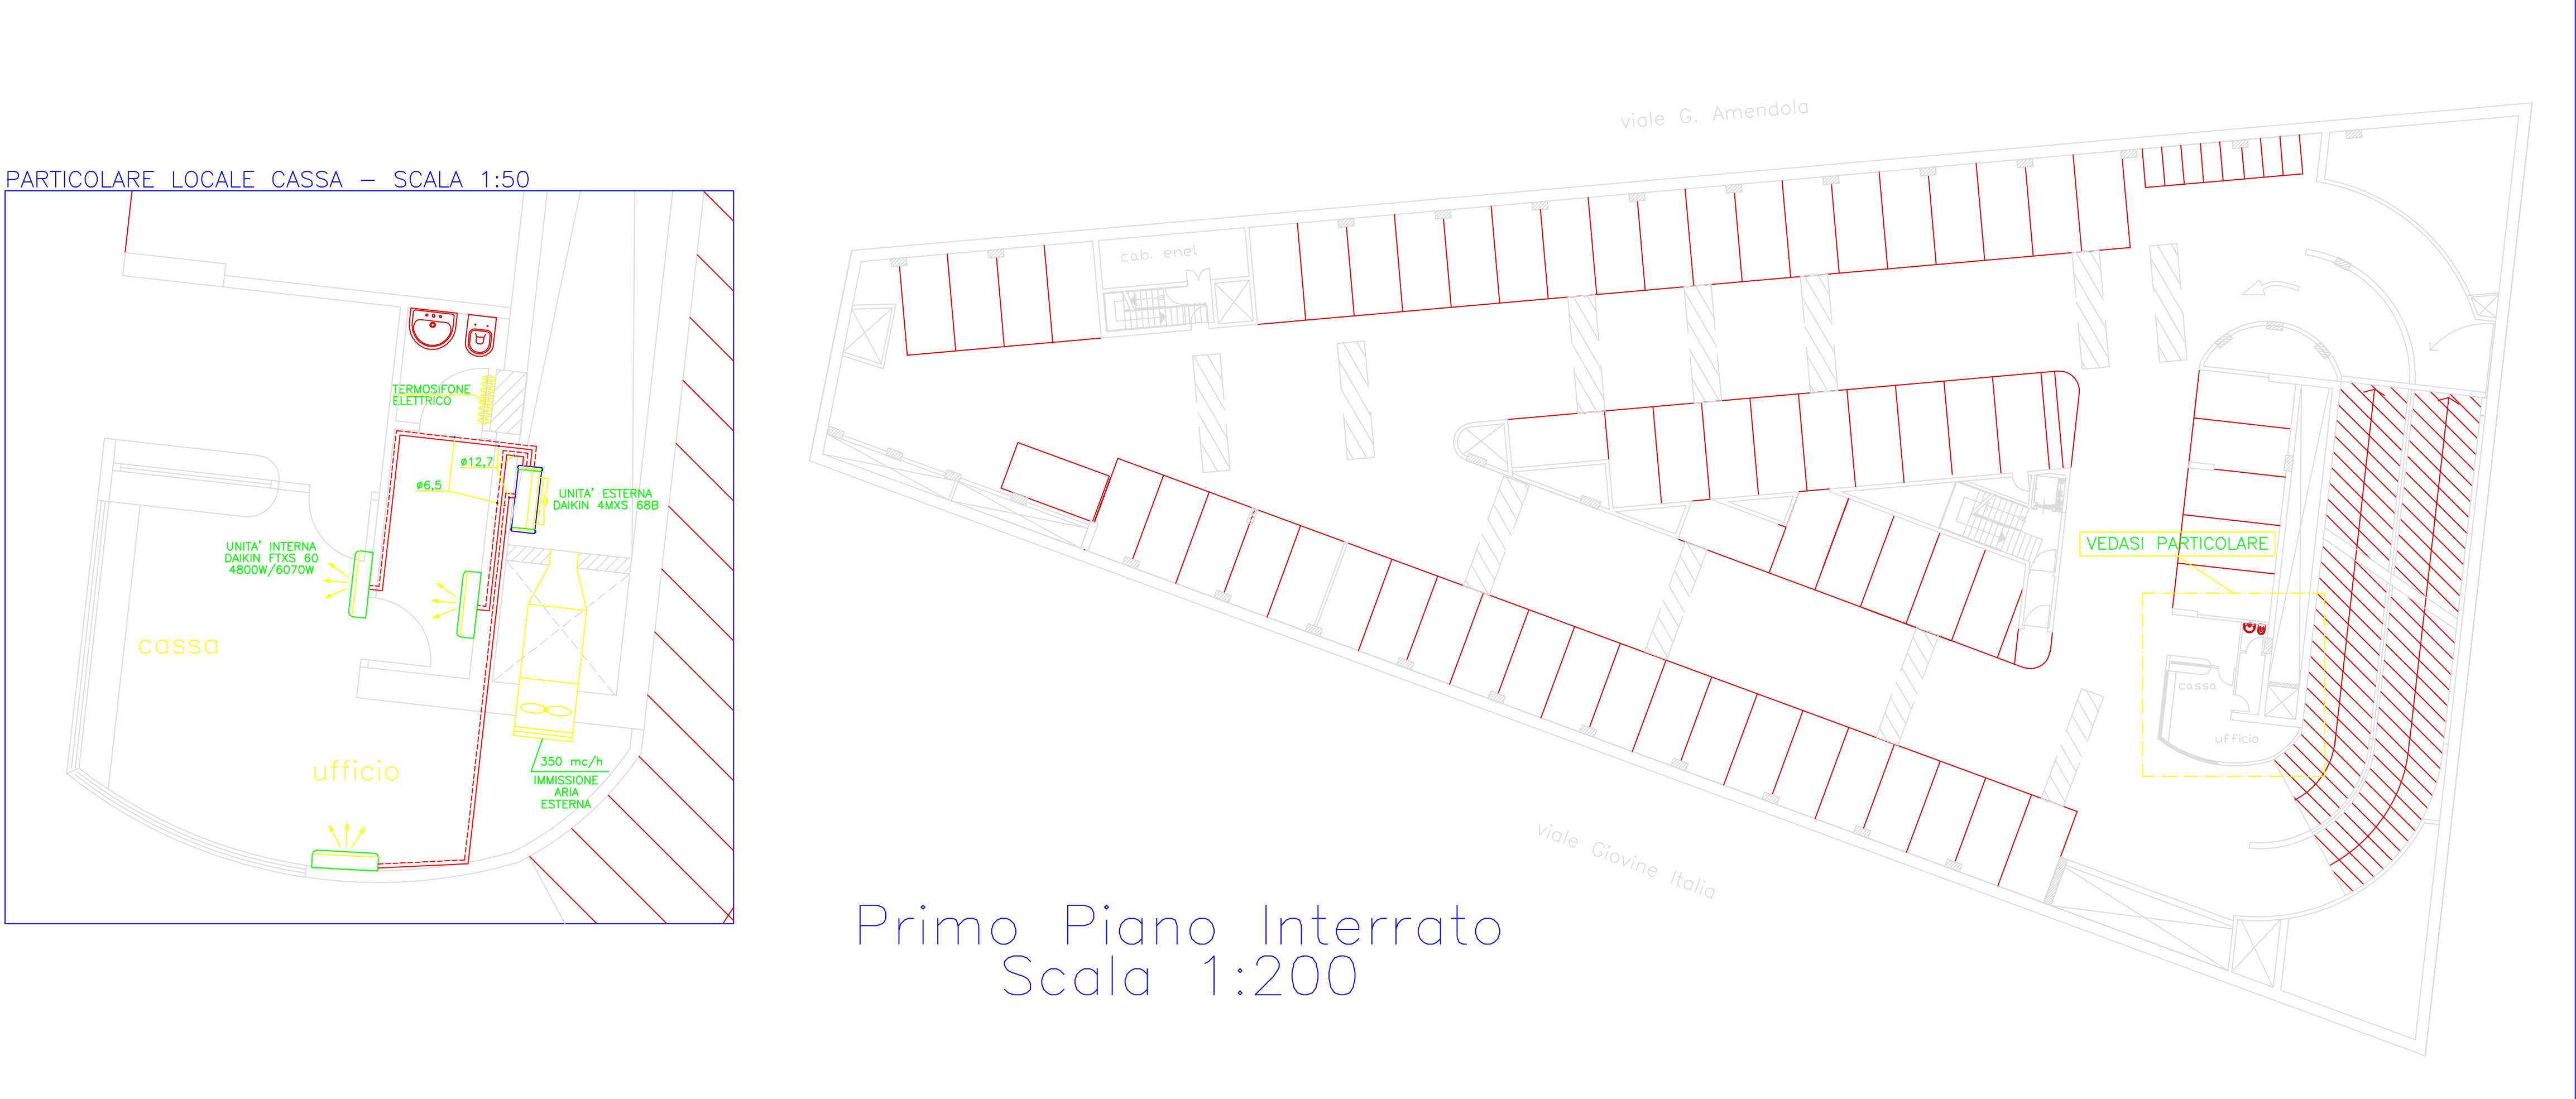 PARTICOLARE LOCALE CASSA - SCALA 1:50
TERMOSIFONE
ELETTRICO
ø12,7
ø6,5
UNITA' ESTERNA
DAIKIN 4MXS 68B
UNITA' INTERNA
DAIKIN FTXS 60
4800W/6070W
cassa
ufficio
350 mc/h
IMMISSIONE
ARIA
ESTERNA
viale G. Amendola
cab. enel
VEDASI PARTICOLARE
cassa
ufficio
viale Giovine Italia
Primo Piano Interrato
Scala 1:200